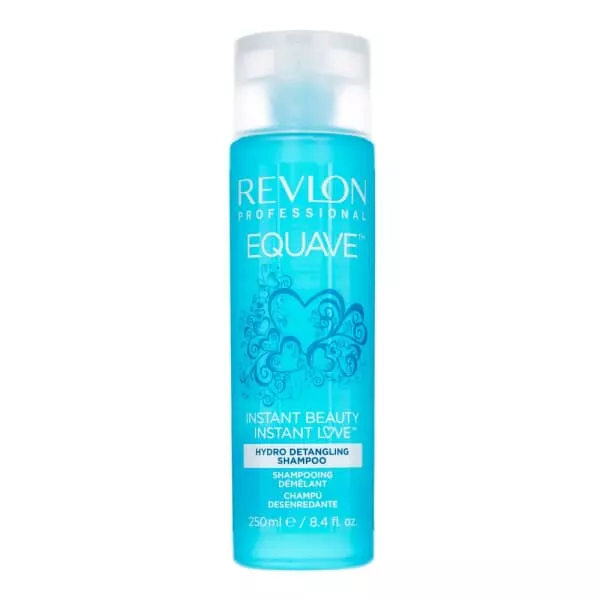 REVLON
PROFESSIONAL
EQUAVE™
INSTANT BEAUTY
INSTANT LOVE™
HYDRO DETANGLING
SHAMPOO
SHAMPOOING
DÉMÊLANT
CHAMPÚ
DESENREDANTE
250ml e / 8.4 fl. oz.